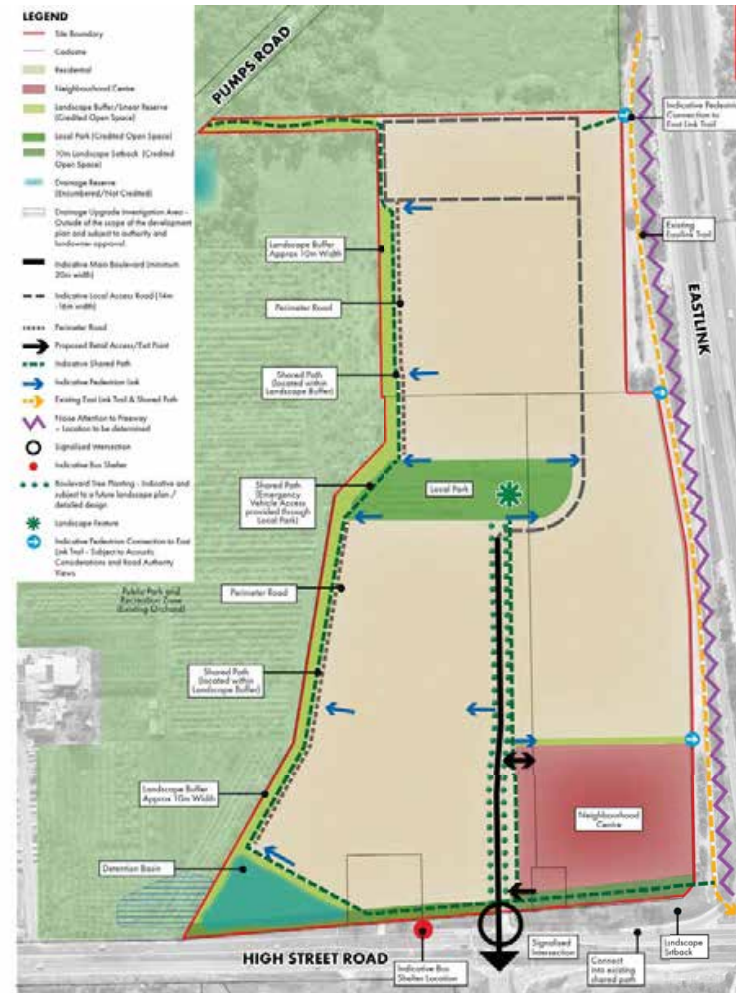 LEGEND
Site Boundary
Cadastre
Residential
Neighbourhood Centre
Landscape Buffer/Linear Reserve
(Credited Open Space)
Local Park (Credited Open Space)
10m Landscape Setback (Credited
Open Space)
Drainage Reserve
(Encumbered/Not Credited)
Drainage Upgrade Investigation Area -
Outside of the scope of the development
plan and subject to authority and
landowner approval.
Indicative Main Boulevard (minimum
20m width)
Indicative Local Access Road (14m
-16m width)
Perimeter Road
Proposed Retail Access/Exit Point
Indicative Shared Path
Indicative Pedestrian Link
Existing East Link Trail & Shared Path
Noise Attention to Freeway
- Location to be determined
Signalised Intersection
Indicative Bus Shelter
Boulevard Tree Planting - Indicative and
subject to a future landscape plan /
detailed design
Landscape Feature
Indicative Pedestrian Connection to East
Link Trail - Subject to Acoustic
Considerations and Road Authority
Views
PUMPS ROAD
Indicative Pedestrian
Connection to
East Link Trail
Existing
Eastlink Trail
EASTLINK
Landscape Buffer
Approx 10m Width
Perimeter Road
Shared Path
(located within
Landscape Buffer)
Shared Path
(Emergency
Vehicle Access
provided through
Local Park)
Local Park
Public Park and
Recreation Zone
(Existing Orchard)
Perimeter Road
Shared Path
(located within
Landscape Buffer)
Landscape Buffer
Approx 10m Width
Neighbourhood
Centre
Detention Basin
HIGH STREET ROAD
Indicative Bus
Shelter Location
Signalised
Intersection
Connect
into existing
shared path
Landscape
Setback